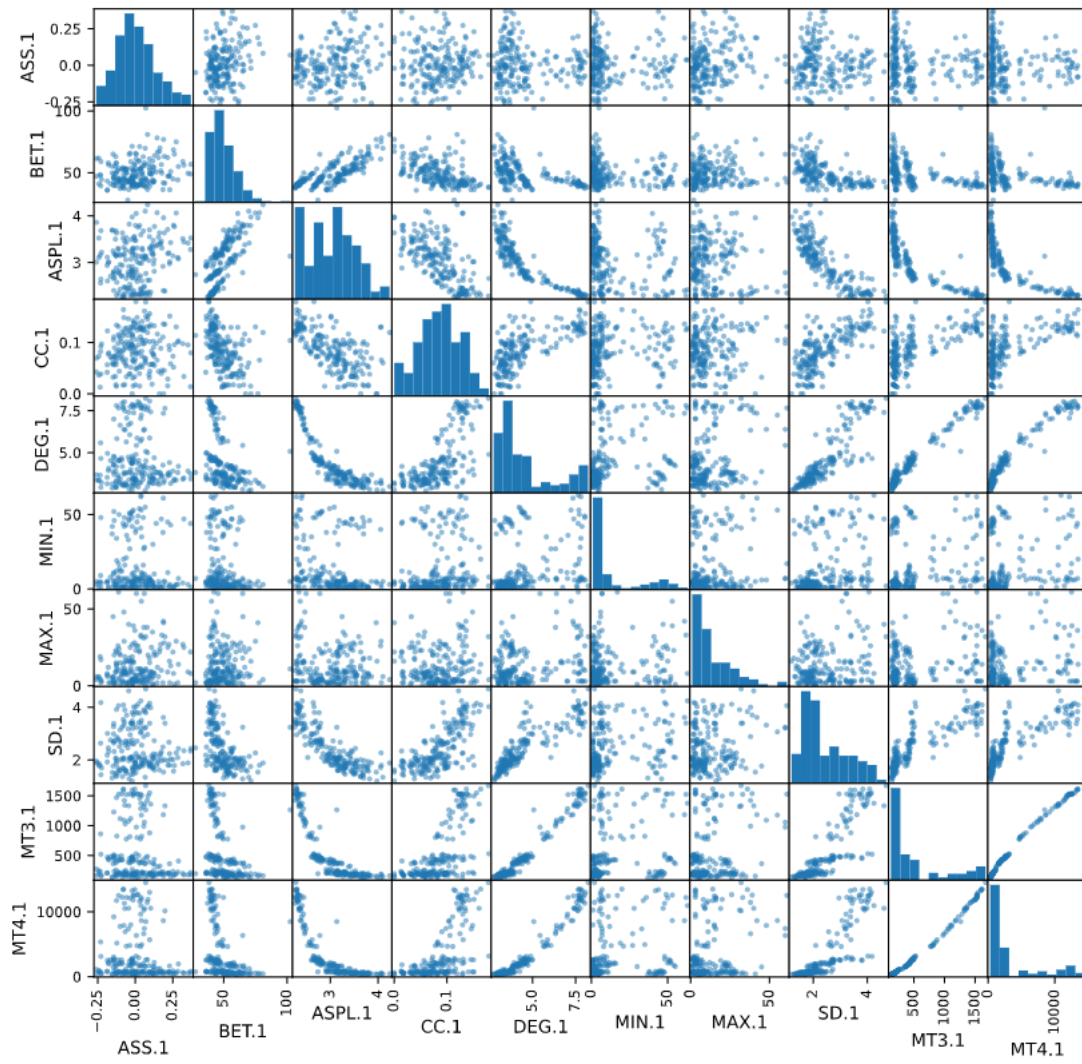 ASS.1
0.25
0.0
-0.25
BET.1
100
50
ASPL.1
4
3
CC.1
0.1
0.0
DEG.1
7.5
5.0
MIN.1
50
0
MAX.1
50
0
SD.1
4
2
MT3.1
1500
1000
500
MT4.1
10000
0
−0.25 0.00 0.25 50 100 3 4 0.0 0.1 5.0 7.5 0 50 0 50 2 4 500 1000 1500 0 10000
ASS.1 BET.1 ASPL.1 CC.1 DEG.1 MIN.1 MAX.1 SD.1 MT3.1 MT4.1